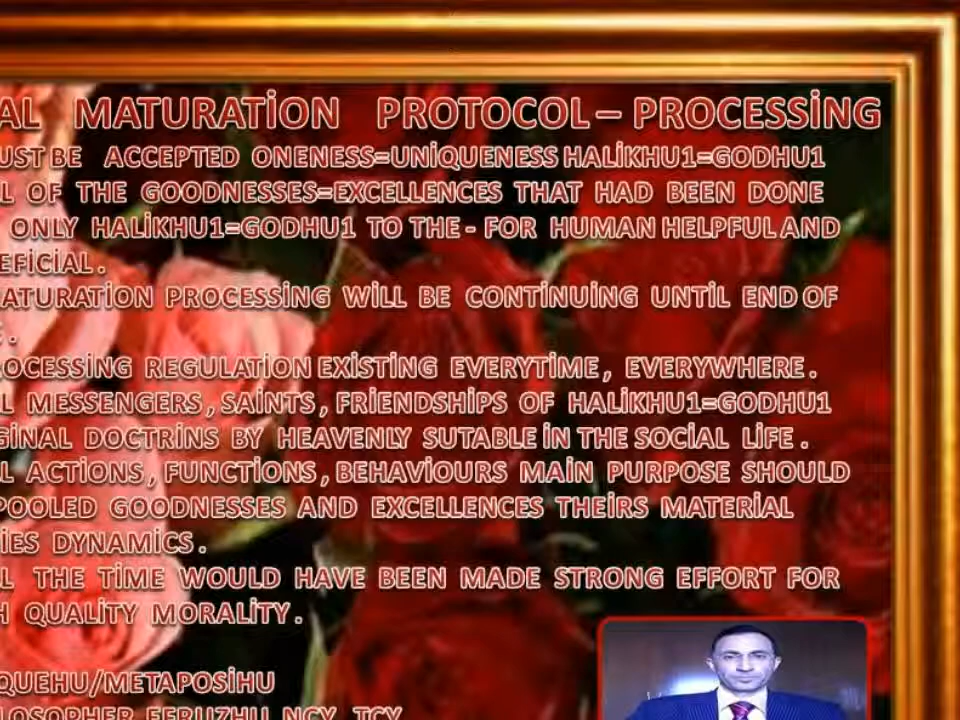 AL MATURATİON PROTOCOL – PROCESSİNG
UST BE ACCEPTED ONENESS=UNİQUENESS HALİKHU1=GODHU1
L OF THE GOODNESSES=EXCELLENCES THAT HAD BEEN DONE
ONLY HALİKHU1=GODHU1 TO THE - FOR HUMAN HELPFUL AND
EFİCİAL .
ATURATİON PROCESSİNG WİLL BE CONTİNUİNG UNTİL END OF
.
OCESSİNG REGULATİON EXİSTİNG EVERYTİME , EVERYWHERE .
L MESSENGERS , SAİNTS , FRİENDSHİPS OF HALİKHU1=GODHU1
GİNAL DOCTRİNS BY HEAVENLY SUTABLE İN THE SOCİAL LİFE .
L ACTİONS , FUNCTİONS , BEHAVİOURS MAİN PURPOSE SHOULD
POOLED GOODNESSES AND EXCELLENCES THEİRS MATERİAL
İES DYNAMİCS .
L THE TİME WOULD HAVE BEEN MADE STRONG EFFORT FOR
H QUALİTY MORALİTY .
QUEHU/METAPOSİHU
LOSOPHER FERUZHU NCY TCY